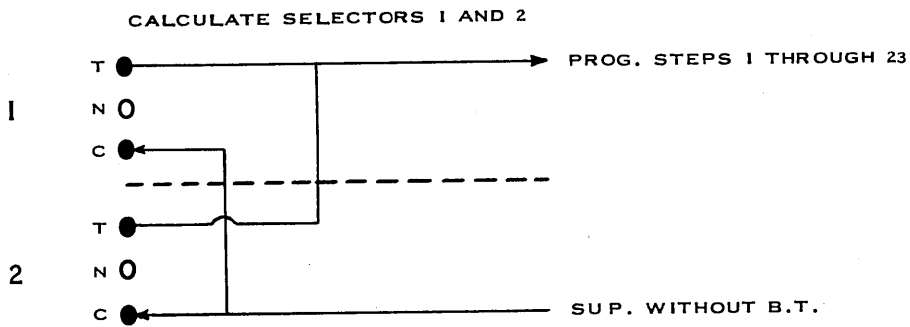 CALCULATE SELECTORS 1 AND 2
T PROG. STEPS 1 THROUGH 23
1 N
C
T
2 N
C SUP. WITHOUT B.T.